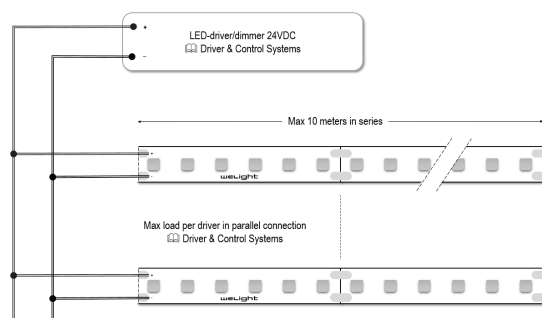 +
LED-driver/dimmer 24VDC
Driver & Control Systems
-
Max 10 meters in series
+
-
weLight
Max load per driver in parallel connection
Driver & Control Systems
+
-
weLight